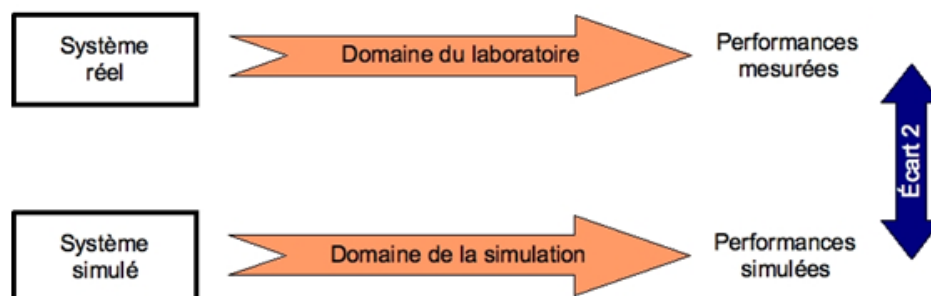 Système
réel
Domaine du laboratoire
Performances
mesurées
Écart 2
Système
simulé
Domaine de la simulation
Performances
simulées